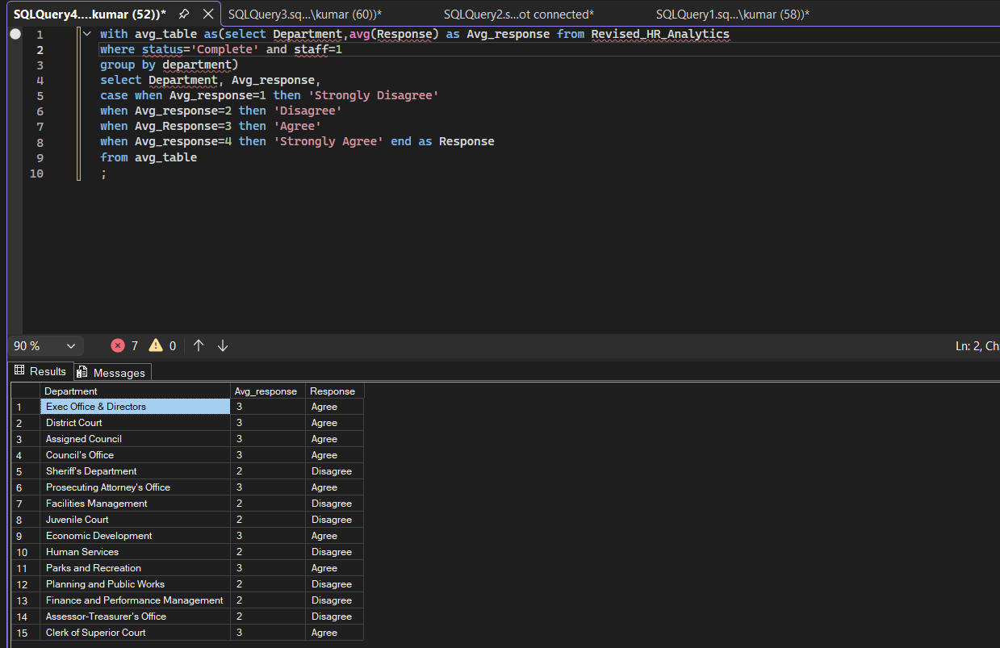 SQLQuery4....kumar (52))* SQLQuery3.sq...\kumar (60))* SQLQuery2.s...ot connected* SQLQuery1.sq...\kumar (58))*
1 with avg_table as(select Department,avg(Response) as Avg_response from Revised_HR_Analytics
2 where status='Complete' and staff=1
3 group by department)
4 select Department, Avg_response,
5 case when Avg_response=1 then 'Strongly Disagree'
6 when Avg_response=2 then 'Disagree'
7 when Avg_Response=3 then 'Agree'
8 when Avg_response=4 then 'Strongly Agree' end as Response
9 from avg_table
10 ;
90 % 7 0 Ln: 2, Ch:
Results Messages
Department Avg_response Response
1 Exec Office & Directors 3 Agree
2 District Court 3 Agree
3 Assigned Council 3 Agree
4 Council's Office 3 Agree
5 Sheriff's Department 2 Disagree
6 Prosecuting Attorney's Office 3 Agree
7 Facilities Management 2 Disagree
8 Juvenile Court 2 Disagree
9 Economic Development 3 Agree
10 Human Services 2 Disagree
11 Parks and Recreation 3 Agree
12 Planning and Public Works 2 Disagree
13 Finance and Performance Management 2 Disagree
14 Assessor-Treasurer's Office 2 Disagree
15 Clerk of Superior Court 3 Agree